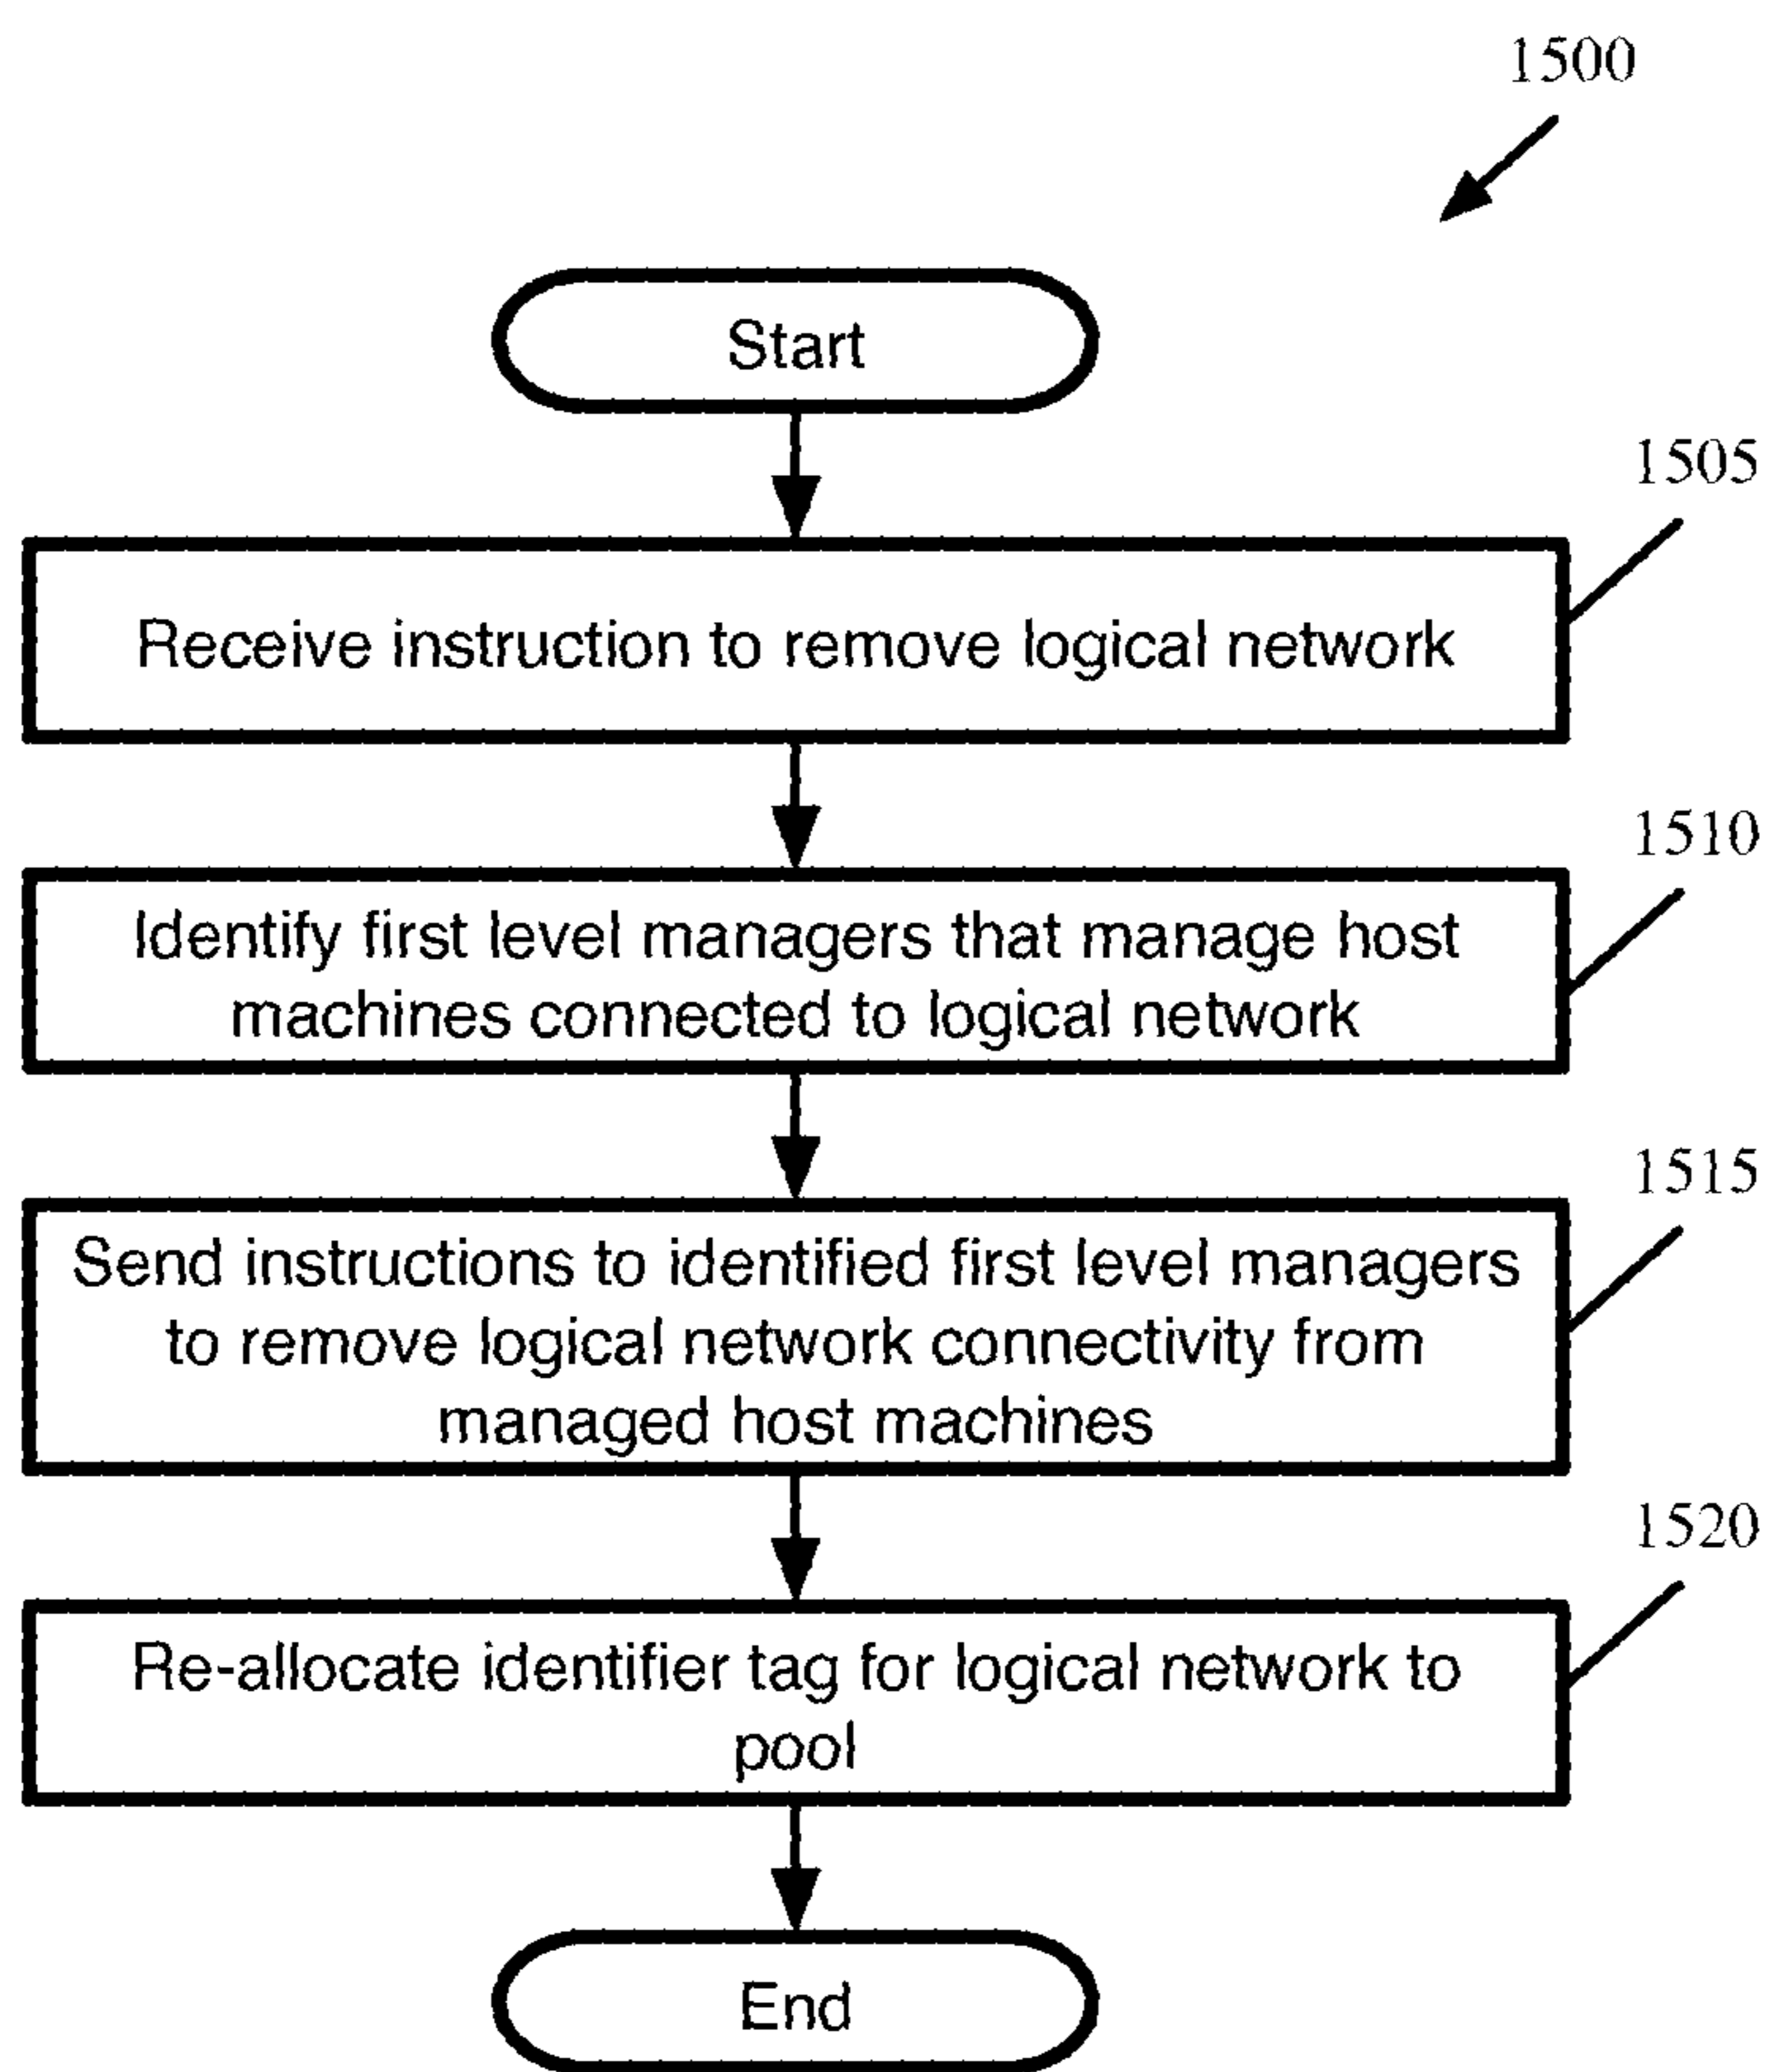 1500
Start
1505
Receive instruction to remove logical network
1510
Identify first level managers that manage host
machines connected to logical network
1515
Send instructions to identified first level managers
to remove logical network connectivity from
managed host machines
1520
Re-allocate identifier tag for logical network to
pool
End